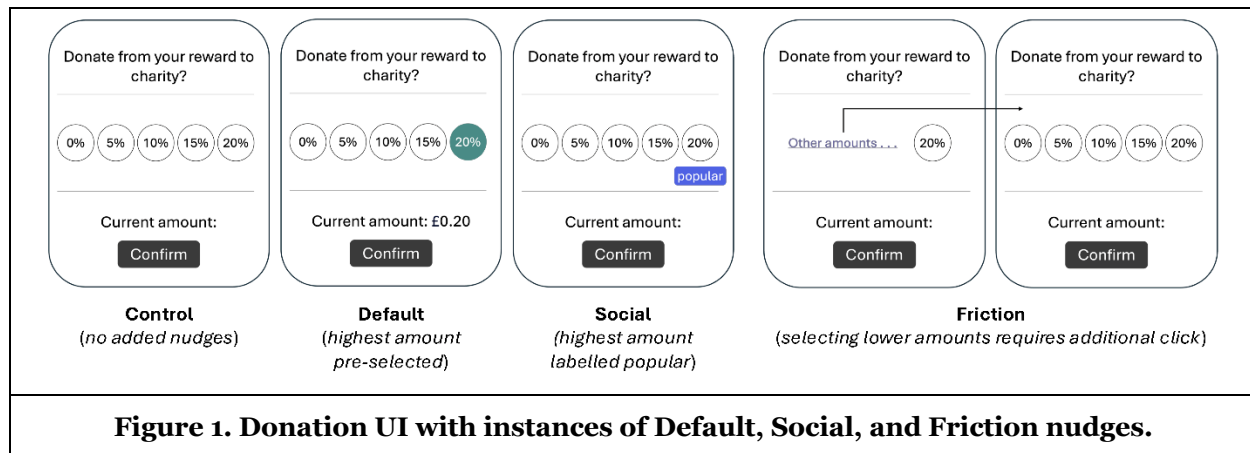 Donate from your reward to
charity?
0% 5% 10% 15% 20%
Current amount:
Confirm
Control
(no added nudges)
Donate from your reward to
charity?
0% 5% 10% 15% 20%
Current amount: £0.20
Confirm
Default
(highest amount
pre-selected)
Donate from your reward to
charity?
0% 5% 10% 15% 20%
popular
Current amount:
Confirm
Social
(highest amount
labelled popular)
Donate from your reward to
charity?
Other amounts . . . 20%
Current amount:
Confirm
Donate from your reward to
charity?
0% 5% 10% 15% 20%
Current amount:
Confirm
Friction
(selecting lower amounts requires additional click)
Figure 1. Donation UI with instances of Default, Social, and Friction nudges.